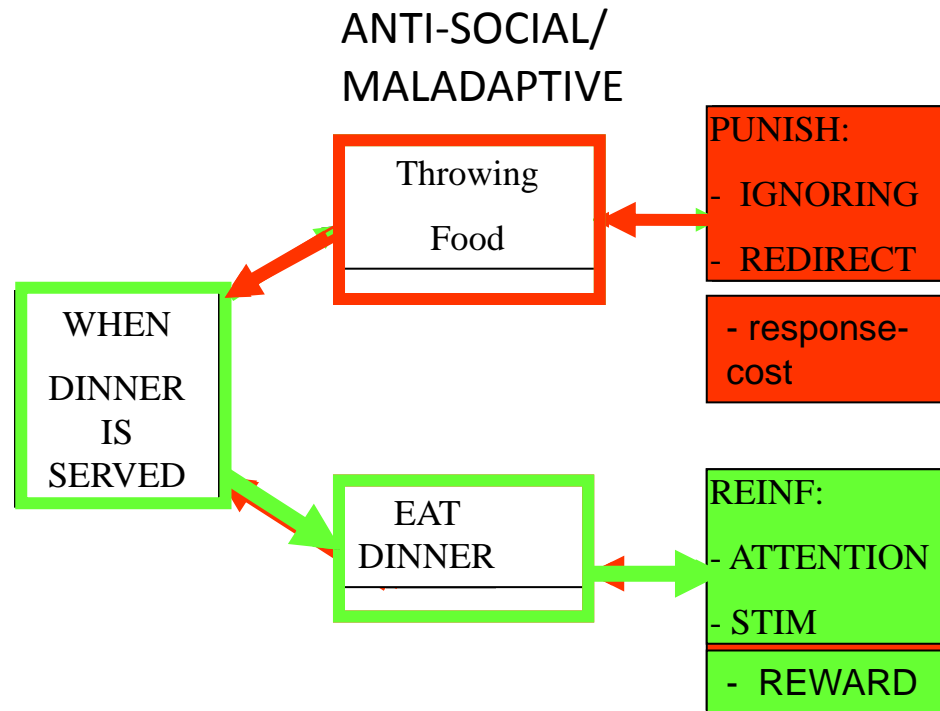 ANTI-SOCIAL/
MALADAPTIVE
Throwing
Food
PUNISH:
- IGNORING
- REDIRECT
- response-
cost
WHEN
DINNER
IS
SERVED
EAT
DINNER
REINF:
- ATTENTION
- STIM
- REWARD